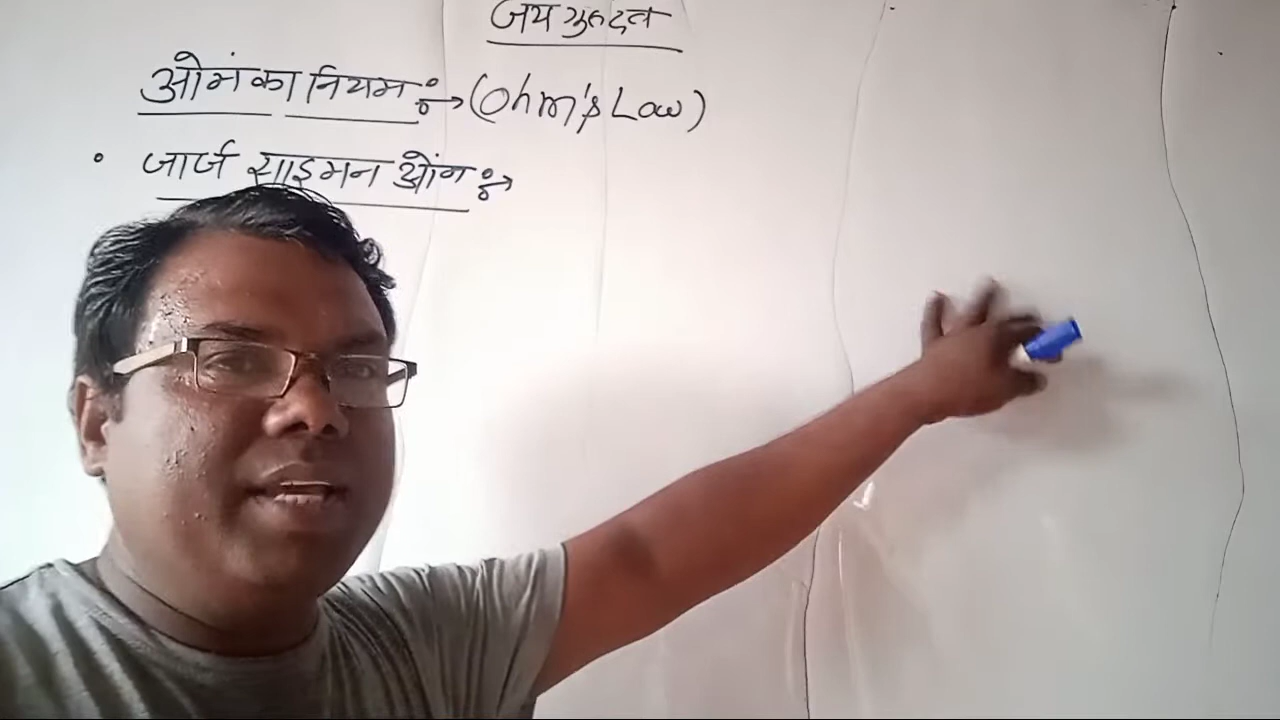 जय गुरुदेव
ओम का नियम :→ (Ohm's Law)
• जार्ज साइमन ओम :→